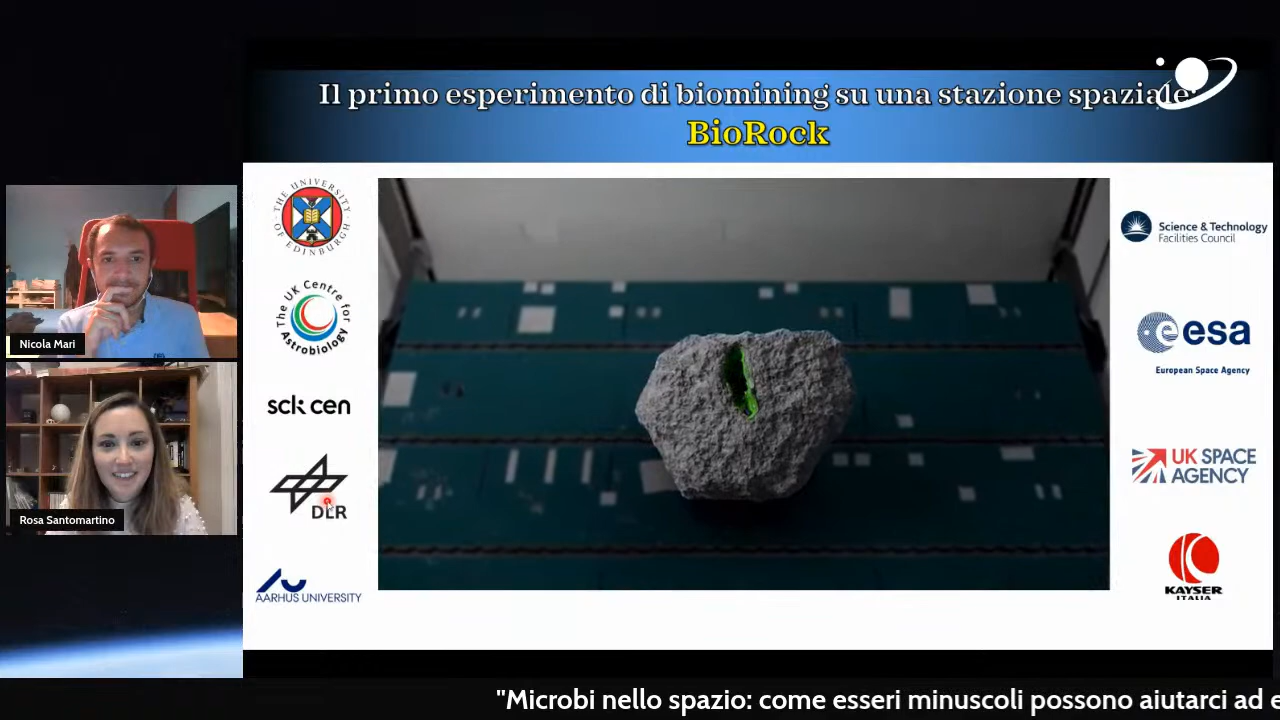 Il primo esperimento di biomining su una stazione spaziale
BioRock
THE UNIVERSITY OF EDINBURGH
The UK Centre for Astrobiology
sck cen
DLR
AARHUS UNIVERSITY
Science & Technology
Facilities Council
esa
European Space Agency
UK SPACE
AGENCY
KAYSER
ITALIA
Nicola Mari
Rosa Santomartino
"Microbi nello spazio: come esseri minuscoli possono aiutarci ad e